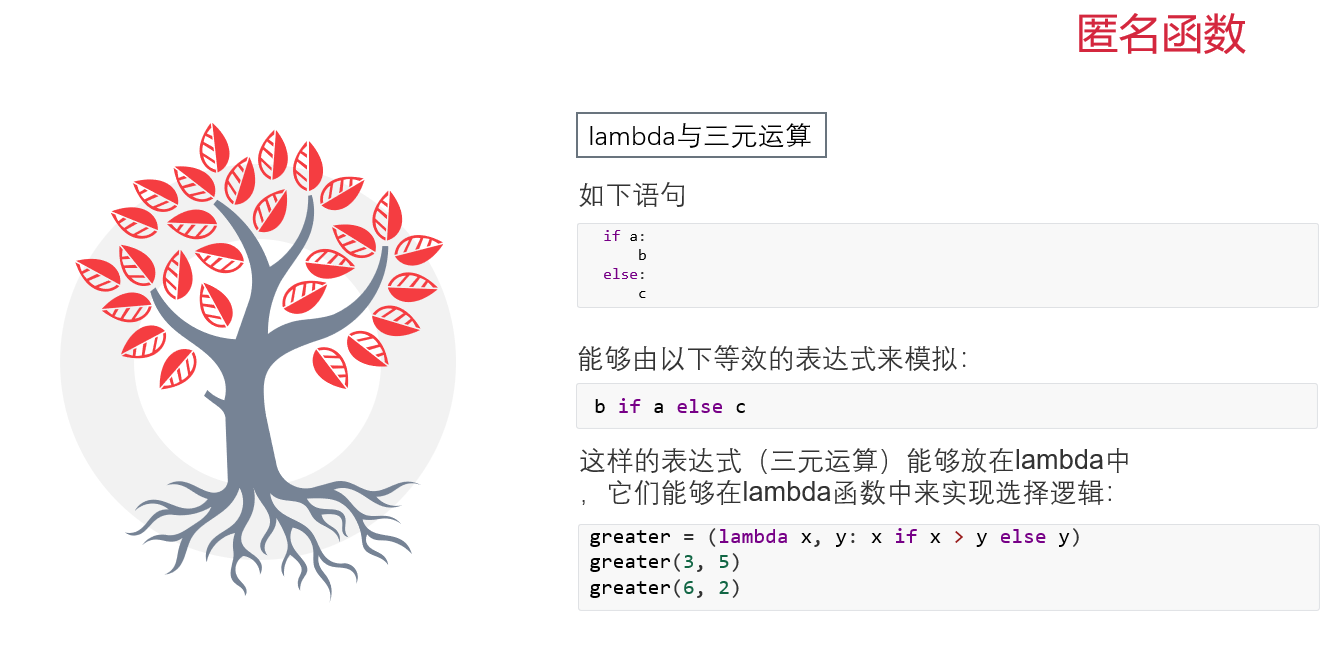 匿名函数
lambda与三元运算
如下语句
if a:
    b
else:
    c
能够由以下等效的表达式来模拟：
b if a else c
这样的表达式（三元运算）能够放在lambda中
，它们能够在lambda函数中来实现选择逻辑：
greater = (lambda x, y: x if x > y else y)
greater(3, 5)
greater(6, 2)